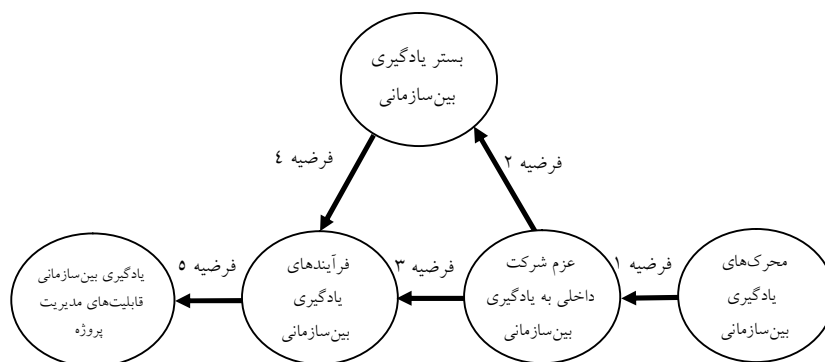 بستر یادگیری
بین‌سازمانی
فرضیه ۴
فرضیه ۲
محرک‌های
یادگیری
بین‌سازمانی
فرضیه ۱
عزم شرکت
داخلی به یادگیری
بین‌سازمانی
فرضیه ۳
فرآیندهای
یادگیری
بین‌سازمانی
فرضیه ۵
یادگیری بین‌سازمانی
قابلیت‌های مدیریت
پروژه